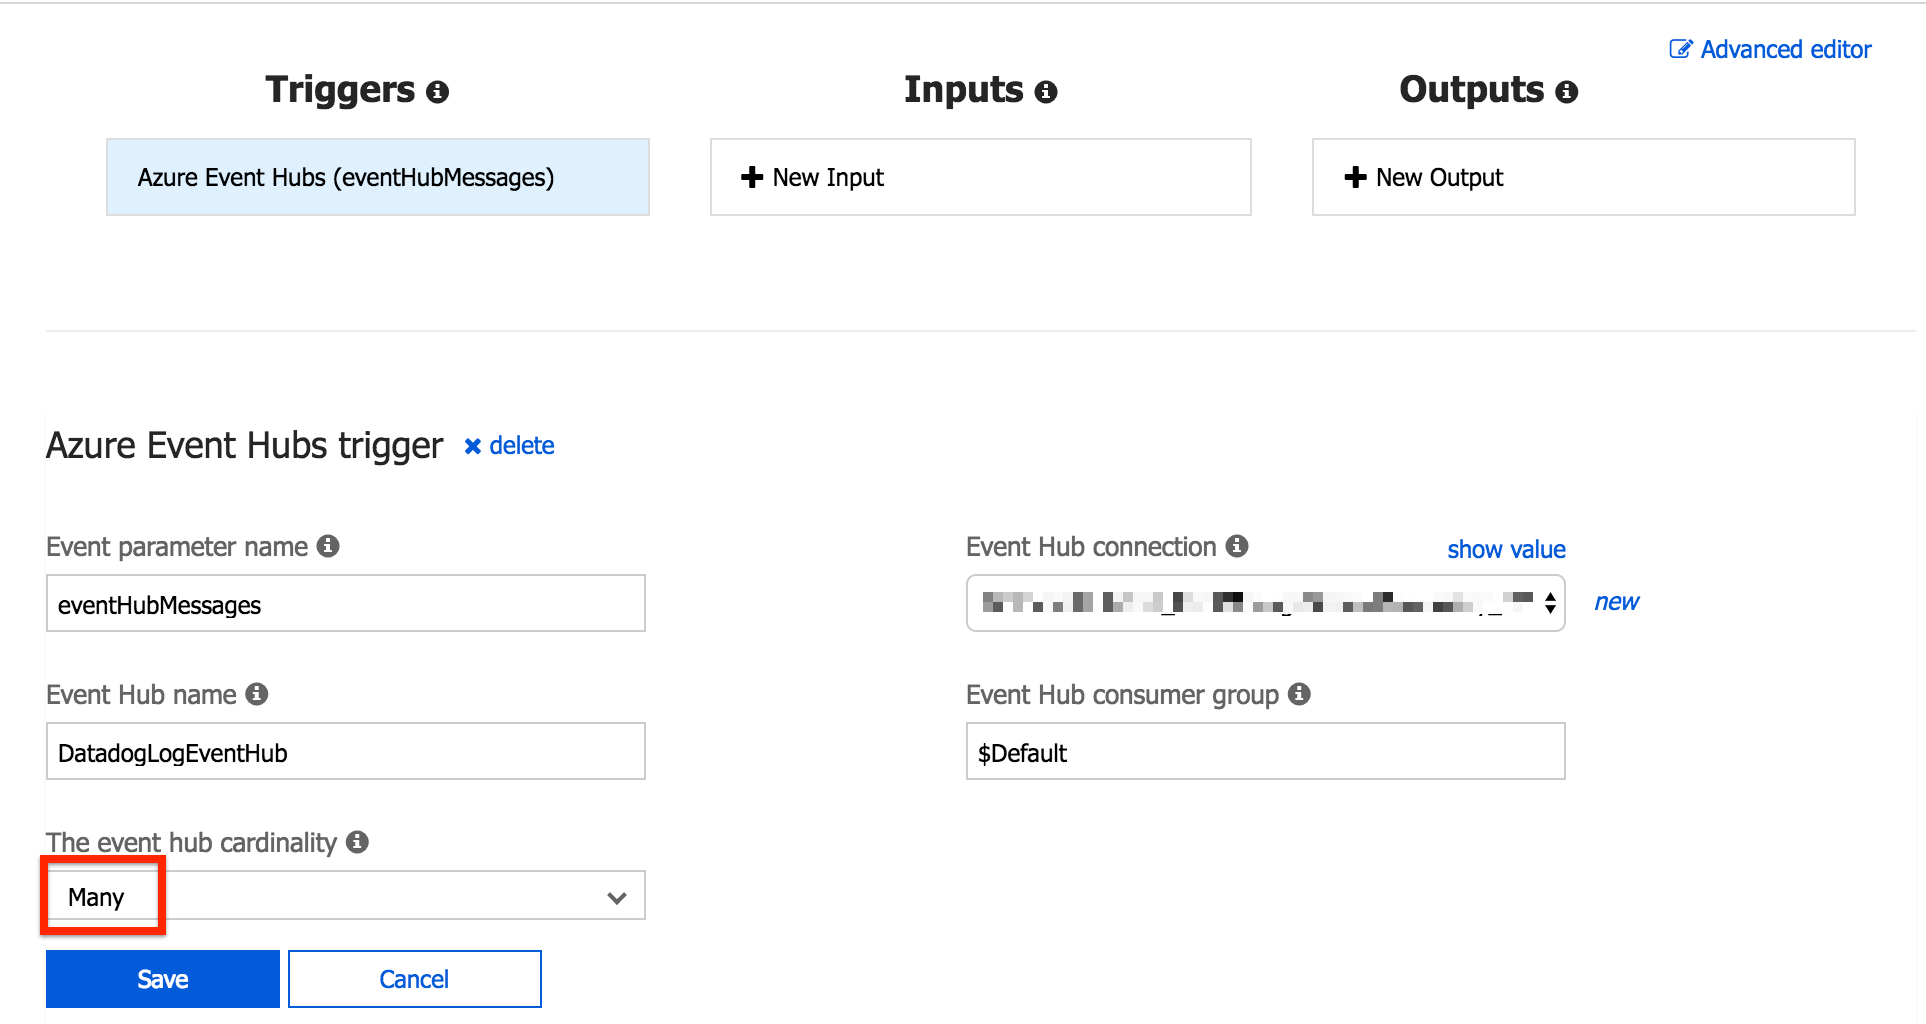 Advanced editor
Triggers
Inputs
Outputs
Azure Event Hubs (eventHubMessages)
New Input
New Output
Azure Event Hubs trigger delete
Event parameter name
Event Hub connection
show value
eventHubMessages
new
Event Hub name
Event Hub consumer group
DatadogLogEventHub
$Default
The event hub cardinality
Many
Save
Cancel